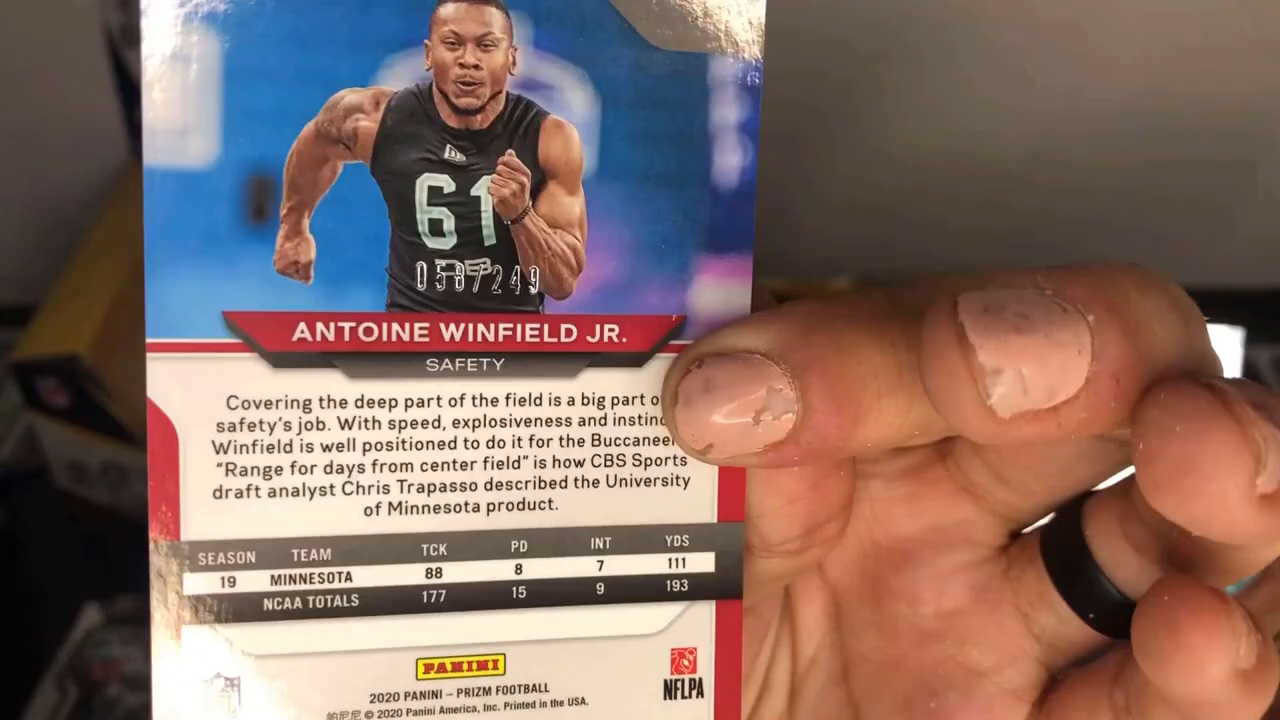 61
DB
058/249
ANTOINE WINFIELD JR.
SAFETY
Covering the deep part of the field is a big part
safety's job. With speed, explosiveness and
Winfield is well positioned to do it for the
"Range for days from center field" is how CBS Sports
draft analyst Chris Trapasso described the University
of Minnesota product.
SEASON TEAM TCK PD INT YDS
19 MINNESOTA 88 8 7 111
NCAA TOTALS 177 15 9 193
PANINI
2020 PANINI – PRIZM FOOTBALL
帕尼尼 © 2020 Panini America, Inc. Printed in the USA.
NFLPA